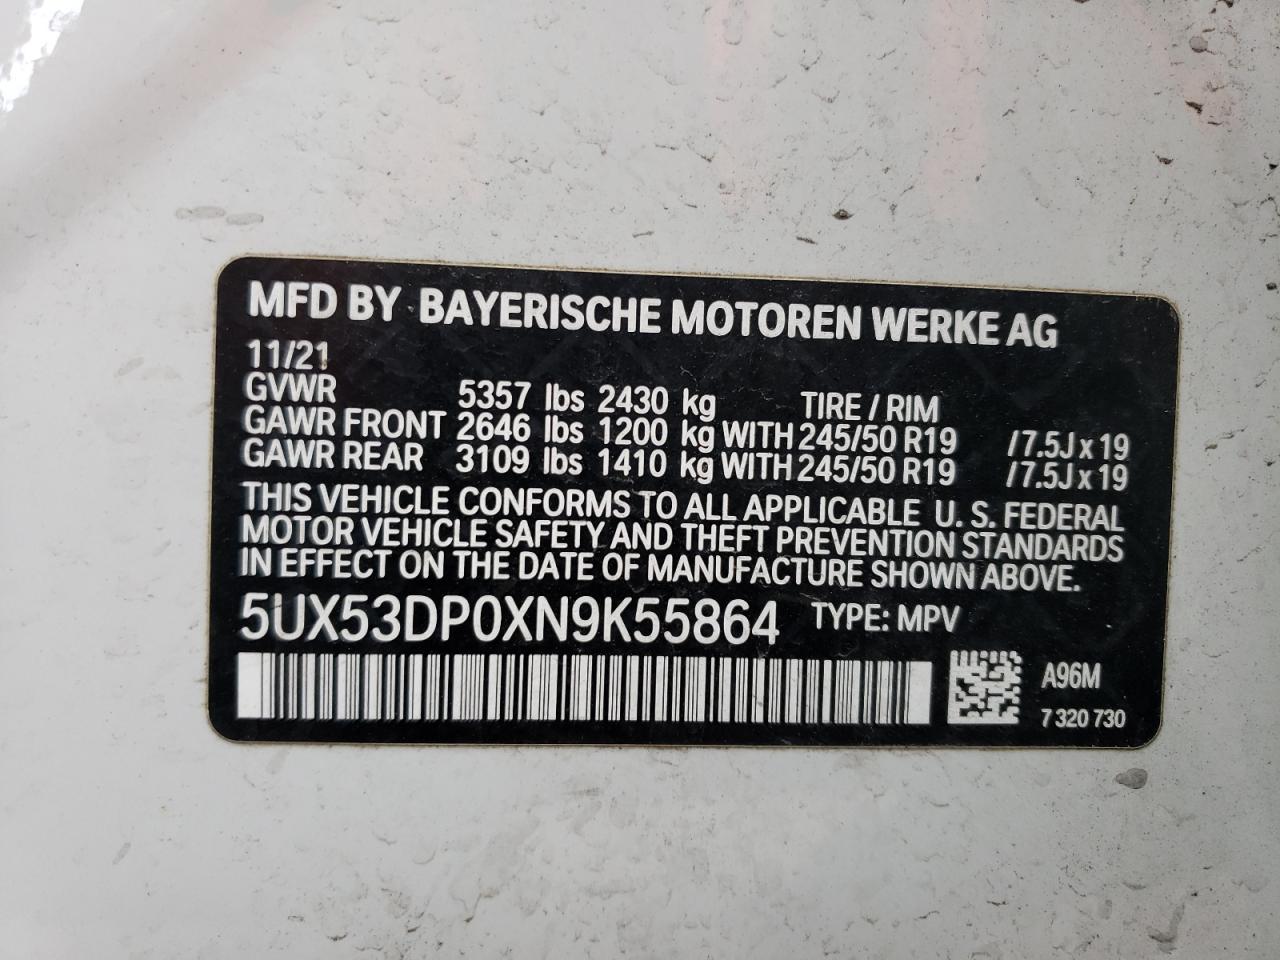 MFD BY BAYERISCHE MOTOREN WERKE AG
11/21
GVWR 5357 lbs 2430 kg TIRE / RIM
GAWR FRONT 2646 lbs 1200 kg WITH 245/50 R19 /7.5J x 19
GAWR REAR 3109 lbs 1410 kg WITH 245/50 R19 /7.5J x 19
THIS VEHICLE CONFORMS TO ALL APPLICABLE U. S. FEDERAL
MOTOR VEHICLE SAFETY AND THEFT PREVENTION STANDARDS
IN EFFECT ON THE DATE OF MANUFACTURE SHOWN ABOVE.
5UX53DP0XN9K55864 TYPE: MPV
A96M
7 320 730